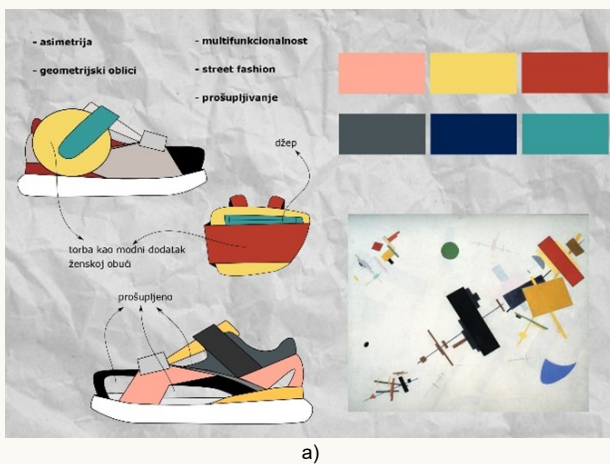 - asimetrija
- geometrijski oblici
- multifunkcionalnost
- street fashion
- prošupljivanje
džep
torba kao modni dodatak
ženskoj obući
prošupljeno
a)